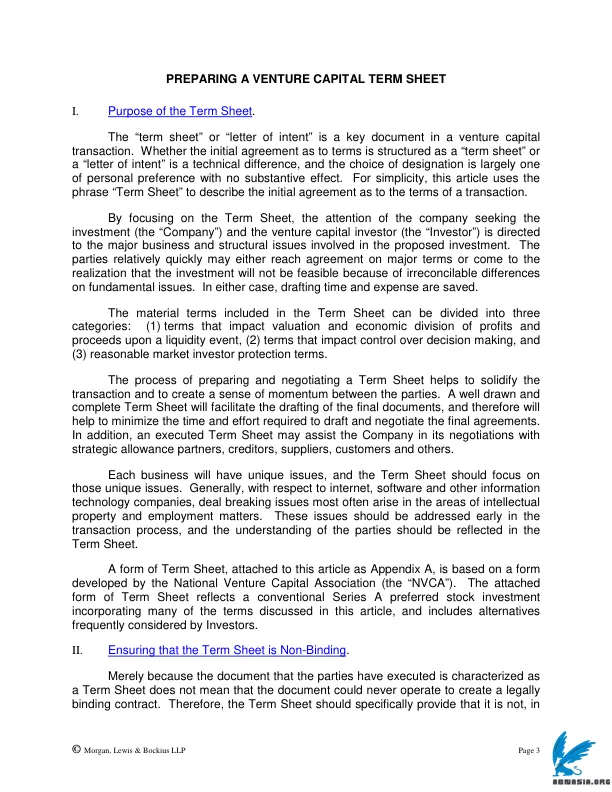 PREPARING A VENTURE CAPITAL TERM SHEET
I. Purpose of the Term Sheet.
The “term sheet” or “letter of intent” is a key document in a venture capital
transaction. Whether the initial agreement as to terms is structured as a “term sheet” or
a “letter of intent” is a technical difference, and the choice of designation is largely one
of personal preference with no substantive effect. For simplicity, this article uses the
phrase “Term Sheet” to describe the initial agreement as to the terms of a transaction.
By focusing on the Term Sheet, the attention of the company seeking the
investment (the “Company”) and the venture capital investor (the “Investor”) is directed
to the major business and structural issues involved in the proposed investment. The
parties relatively quickly may either reach agreement on major terms or come to the
realization that the investment will not be feasible because of irreconcilable differences
on fundamental issues. In either case, drafting time and expense are saved.
The material terms included in the Term Sheet can be divided into three
categories: (1) terms that impact valuation and economic division of profits and
proceeds upon a liquidity event, (2) terms that impact control over decision making, and
(3) reasonable market investor protection terms.
The process of preparing and negotiating a Term Sheet helps to solidify the
transaction and to create a sense of momentum between the parties. A well drawn and
complete Term Sheet will facilitate the drafting of the final documents, and therefore will
help to minimize the time and effort required to draft and negotiate the final agreements.
In addition, an executed Term Sheet may assist the Company in its negotiations with
strategic allowance partners, creditors, suppliers, customers and others.
Each business will have unique issues, and the Term Sheet should focus on
those unique issues. Generally, with respect to internet, software and other information
technology companies, deal breaking issues most often arise in the areas of intellectual
property and employment matters. These issues should be addressed early in the
transaction process, and the understanding of the parties should be reflected in the
Term Sheet.
A form of Term Sheet, attached to this article as Appendix A, is based on a form
developed by the National Venture Capital Association (the “NVCA”). The attached
form of Term Sheet reflects a conventional Series A preferred stock investment
incorporating many of the terms discussed in this article, and includes alternatives
frequently considered by Investors.
II. Ensuring that the Term Sheet is Non-Binding.
Merely because the document that the parties have executed is characterized as
a Term Sheet does not mean that the document could never operate to create a legally
binding contract. Therefore, the Term Sheet should specifically provide that it is not, in
© Morgan, Lewis & Bockius LLP Page 3
ABNASIA.ORG